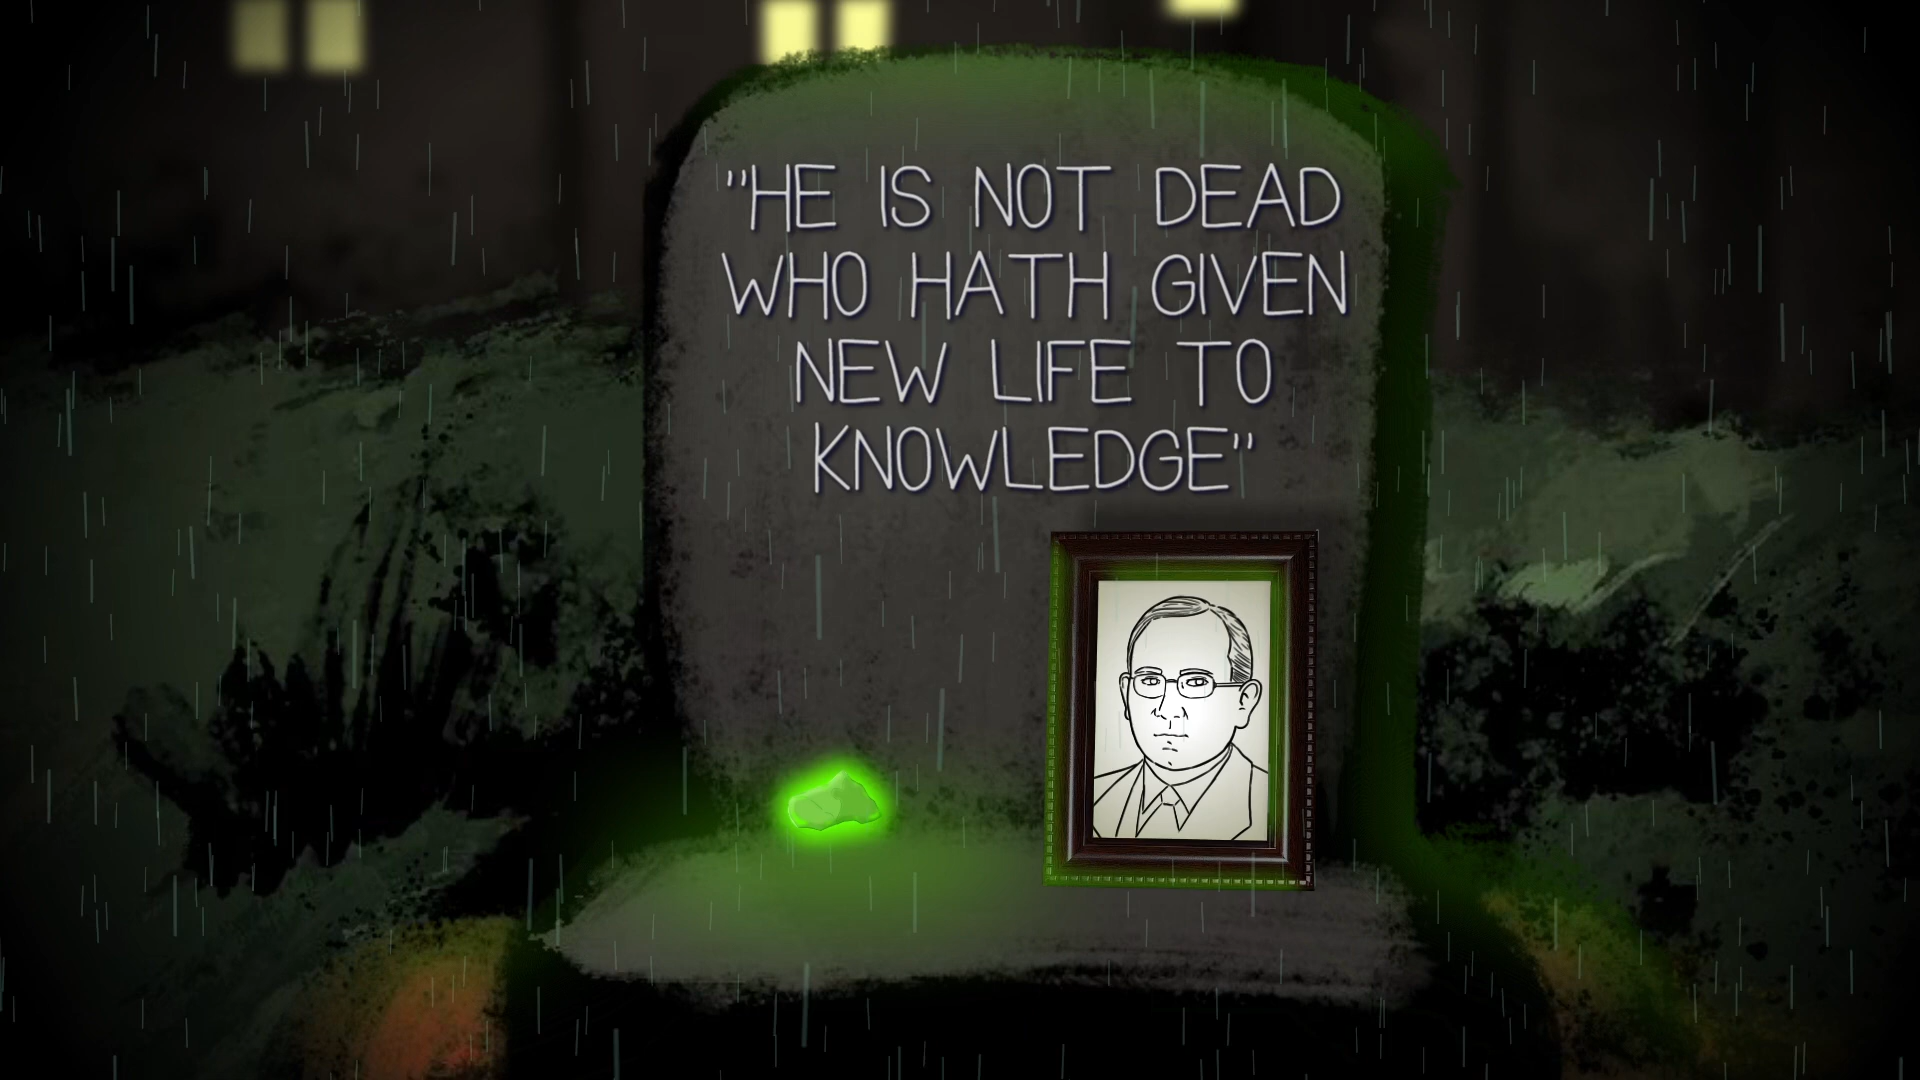 "HE IS NOT DEAD
WHO HATH GIVEN
NEW LIFE TO
KNOWLEDGE"